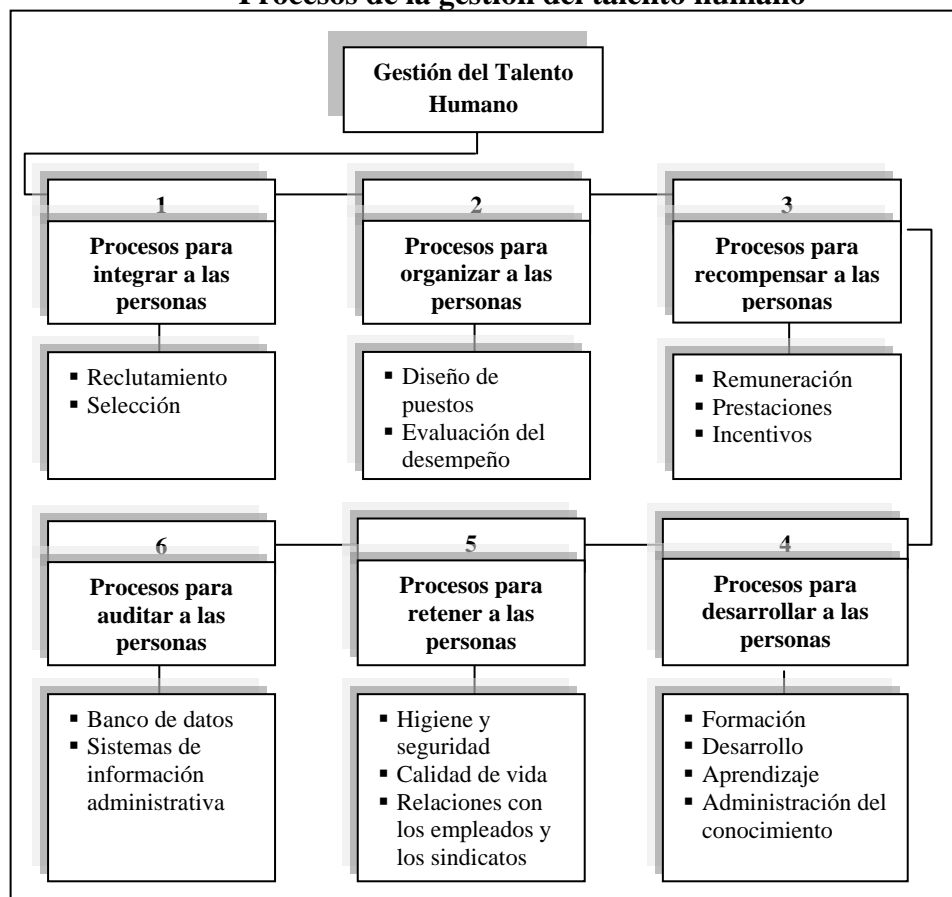 Procesos de la gestión del talento humano
Gestión del Talento
Humano
1
Procesos para
integrar a las
personas
▪ Reclutamiento
▪ Selección
2
Procesos para
organizar a las
personas
▪ Diseño de
puestos
▪ Evaluación del
desempeño
3
Procesos para
recompensar a las
personas
▪ Remuneración
▪ Prestaciones
▪ Incentivos
4
Procesos para
desarrollar a las
personas
▪ Formación
▪ Desarrollo
▪ Aprendizaje
▪ Administración del
conocimiento
5
Procesos para
retener a las
personas
▪ Higiene y
seguridad
▪ Calidad de vida
▪ Relaciones con
los empleados y
los sindicatos
6
Procesos para
auditar a las
personas
▪ Banco de datos
▪ Sistemas de
información
administrativa